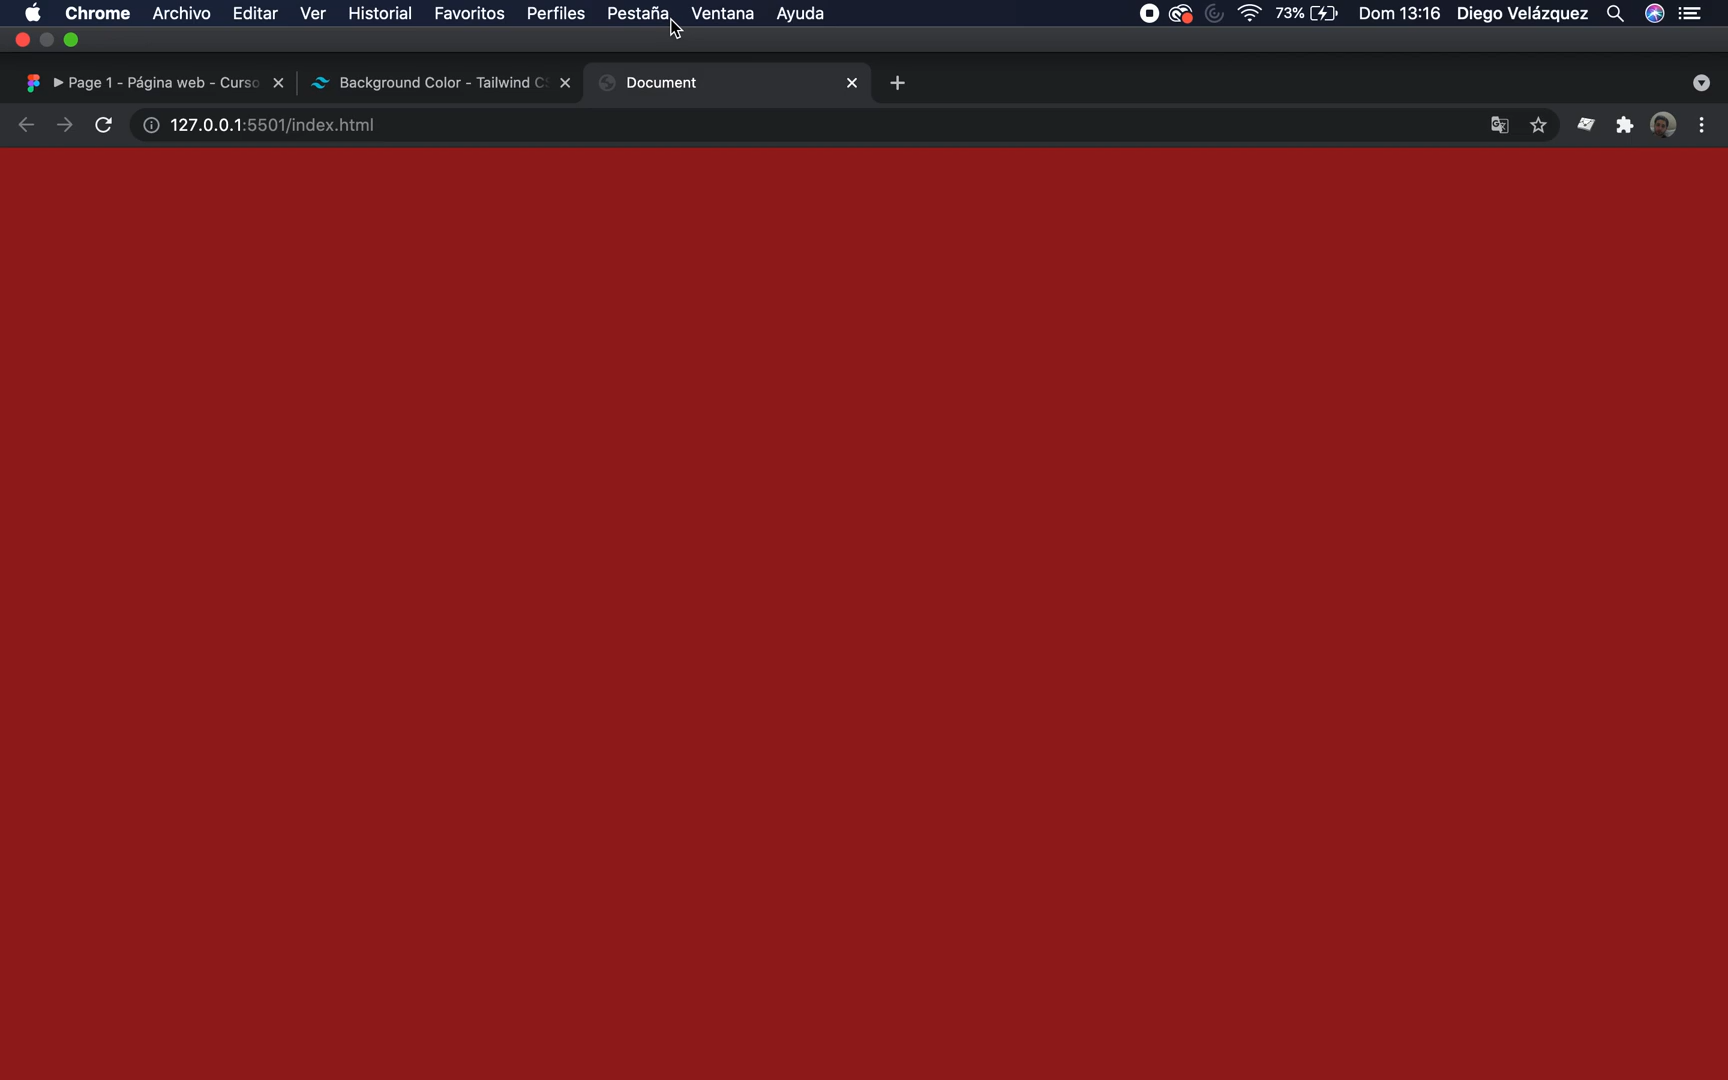 Chrome Archivo Editar Ver Historial Favoritos Perfiles Pestaña Ventana Ayuda 73% Dom 13:16 Diego Velázquez
Page 1 - Página web - Curso Background Color - Tailwind CS Document
127.0.0.1:5501/index.html